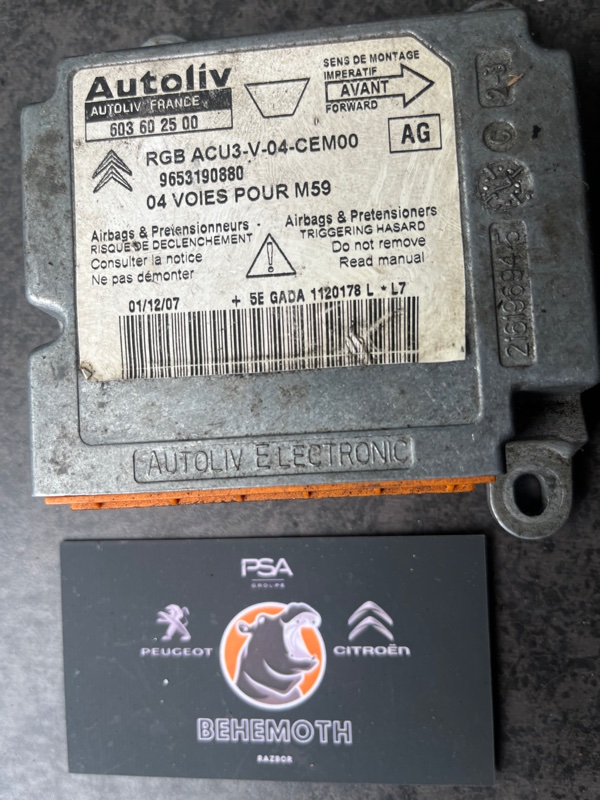 Autoliv
AUTOLIV FRANCE
603 60 25 00
SENS DE MONTAGE
IMPERATIF
AVANT
FORWARD
AG
RGB ACU3-V-04-CEM00
9653190880
04 VOIES POUR M59
Airbags & Pretensionneurs
RISQUE DE DECLENCHEMENT
Consulter la notice
Ne pas démonter
Airbags & Pretensioners
TRIGGERING HASARD
Do not remove
Read manual
01/12/07
+ 5E GADA 1120178 L * L7
AUTOLIV ELECTRONIC
PSA
GROUPE
PEUGEOT
CITROËN
BEHEMOTH
RAZBOR